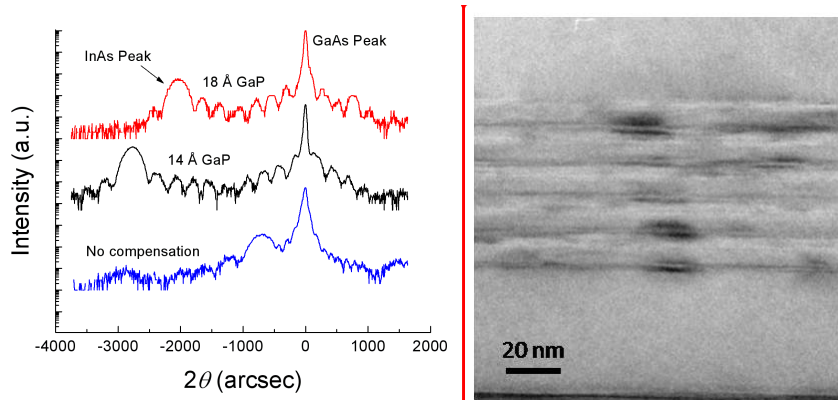 InAs Peak
GaAs Peak
18 Å GaP
14 Å GaP
No compensation
Intensity (a.u.)
-4000 -3000 -2000 -1000 0 1000 2000
2θ (arcsec)
20 nm